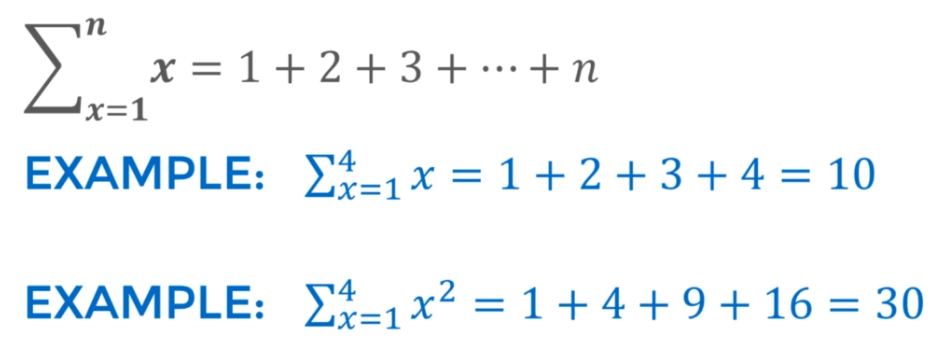 ∑ₓ₌₁ⁿ x = 1 + 2 + 3 + ⋯ + n
EXAMPLE: ∑ₓ₌₁⁴ x = 1 + 2 + 3 + 4 = 10
EXAMPLE: ∑ₓ₌₁⁴ x² = 1 + 4 + 9 + 16 = 30